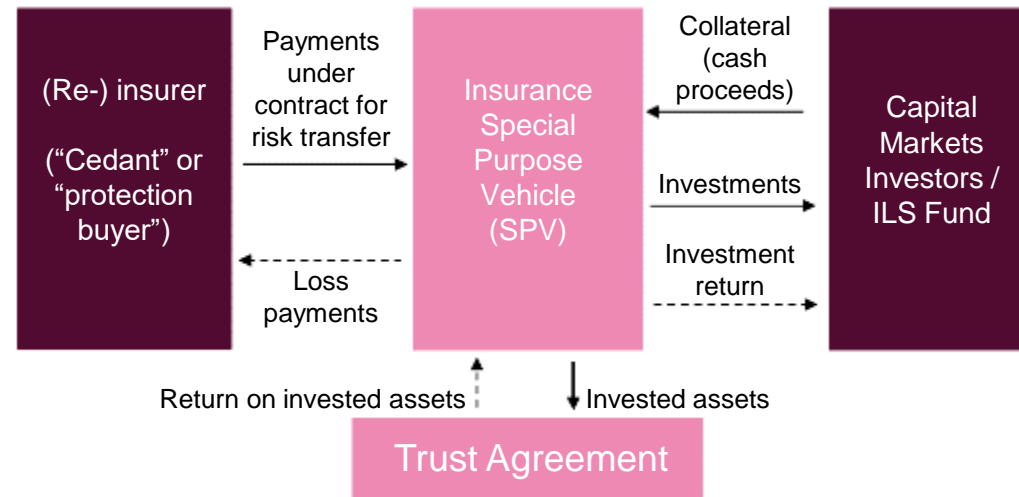 (Re-) insurer
(“Cedant” or
“protection
buyer”)
Payments
under
contract for
risk transfer
Loss
payments
Insurance
Special
Purpose
Vehicle
(SPV)
Collateral
(cash
proceeds)
Investments
Investment
return
Capital
Markets
Investors /
ILS Fund
Return on invested assets
Invested assets
Trust Agreement